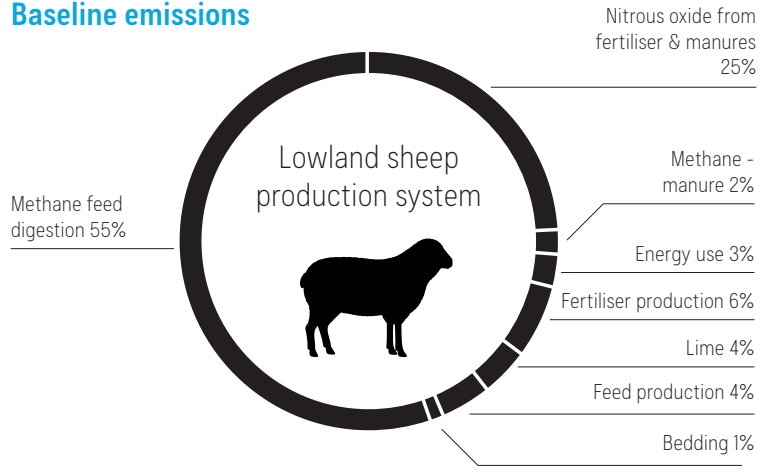 Baseline emissions
Nitrous oxide from
fertiliser & manures
25%
Lowland sheep
production system
Methane -
manure 2%
Methane feed
digestion 55%
Energy use 3%
Fertiliser production 6%
Lime 4%
Feed production 4%
Bedding 1%